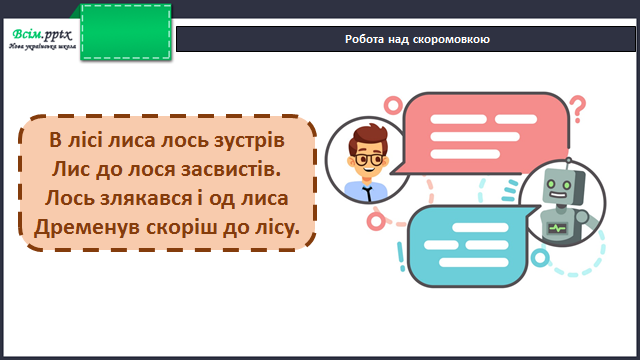 Всім.pptx
Нова українська школа
Робота над скоромовкою
В лісі лиса лось зустрів
Лис до лося засвистів.
Лось злякався і од лиса
Дременув скоріш до лісу.
?
!